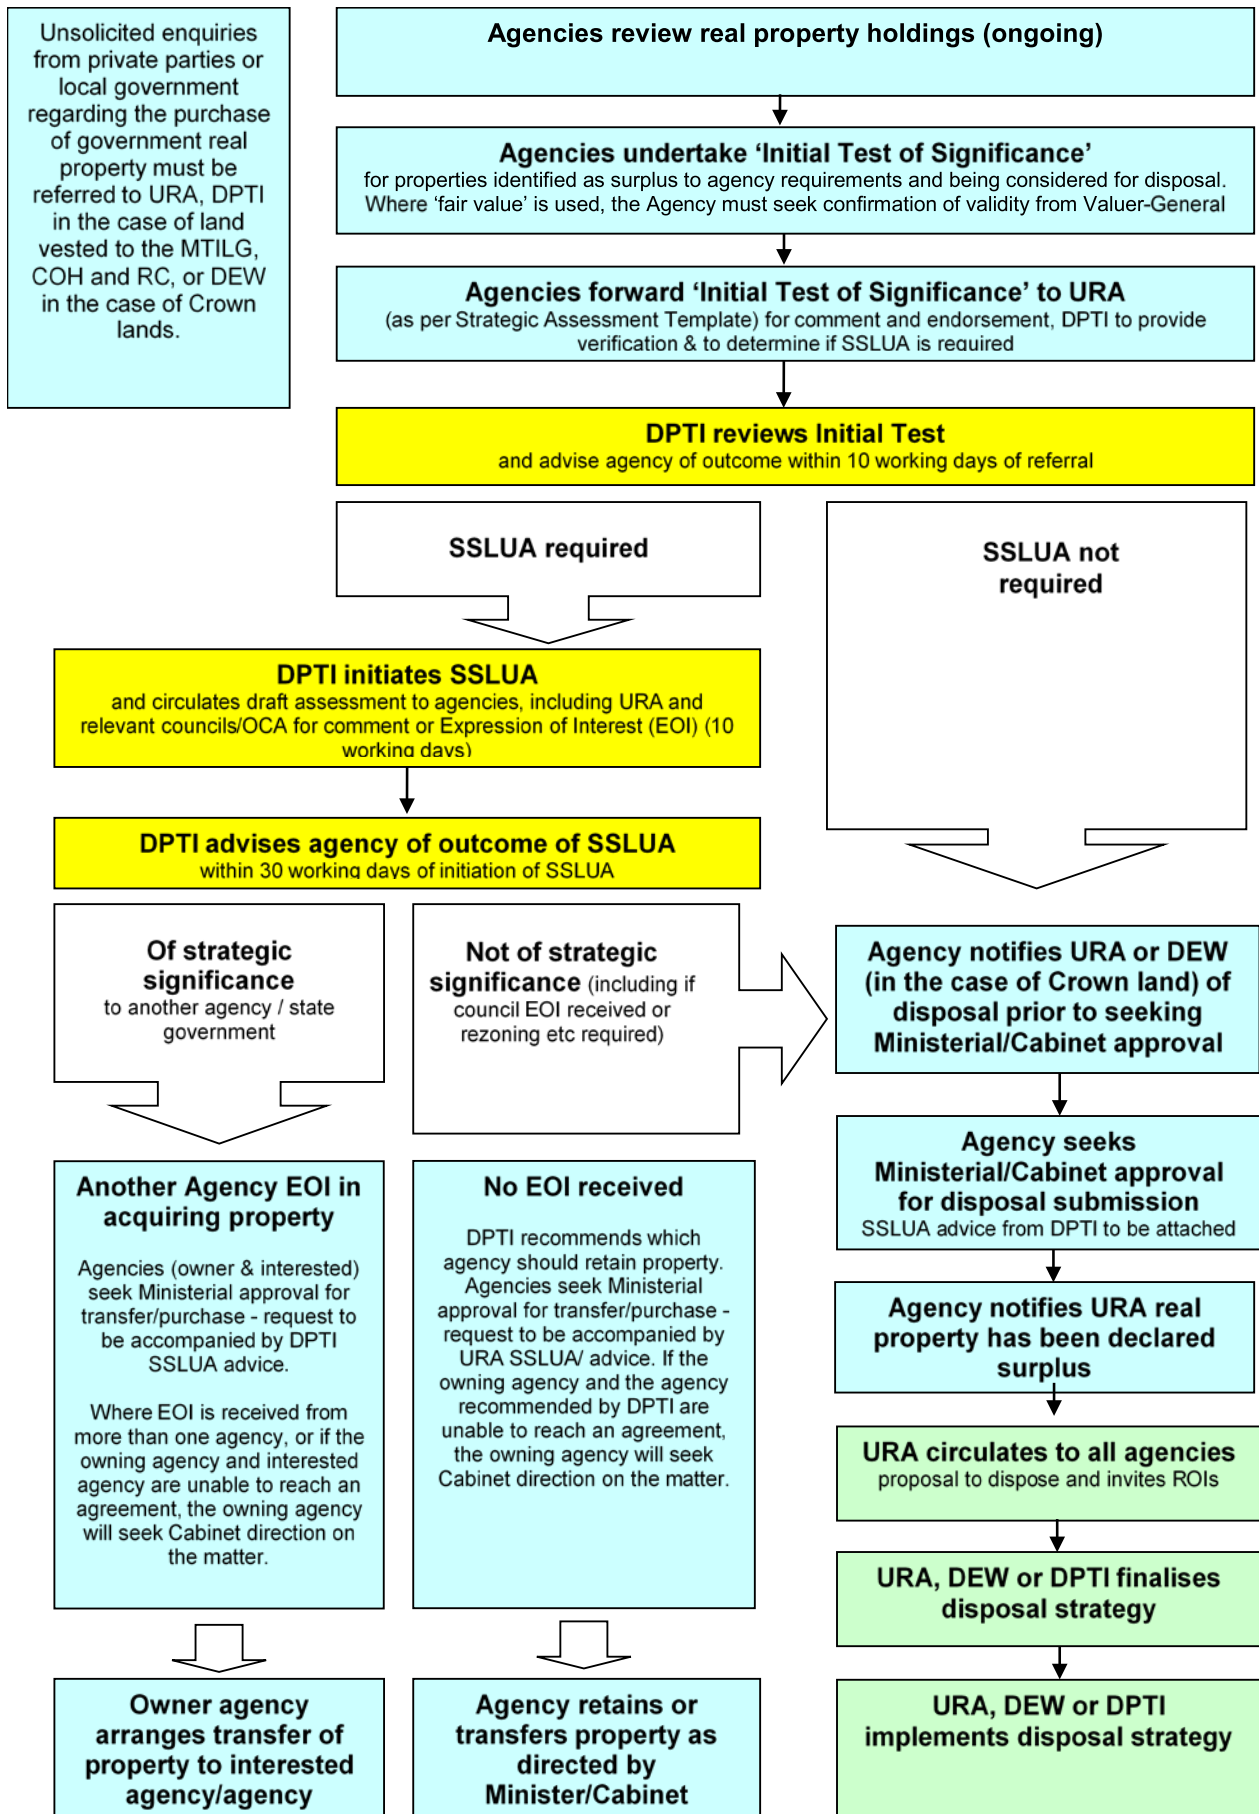 Unsolicited enquiries
from private parties or
local government
regarding the purchase
of government real
property must be
referred to URA, DPTI
in the case of land
vested to the MTILG,
COH and RC, or DEW
in the case of Crown
lands.
Agencies review real property holdings (ongoing)
Agencies undertake ‘Initial Test of Significance’
for properties identified as surplus to agency requirements and being considered for disposal.
Where ‘fair value’ is used, the Agency must seek confirmation of validity from Valuer-General
Agencies forward ‘Initial Test of Significance’ to URA
(as per Strategic Assessment Template) for comment and endorsement, DPTI to provide
verification & to determine if SSLUA is required
DPTI reviews Initial Test
and advise agency of outcome within 10 working days of referral
SSLUA required
SSLUA not
required
DPTI initiates SSLUA
and circulates draft assessment to agencies, including URA and
relevant councils/OCA for comment or Expression of Interest (EOI) (10
working days)
DPTI advises agency of outcome of SSLUA
within 30 working days of initiation of SSLUA
Of strategic
significance
to another agency / state
government
Not of strategic
significance (including if
council EOI received or
rezoning etc required)
Agency notifies URA or DEW
(in the case of Crown land) of
disposal prior to seeking
Ministerial/Cabinet approval
Agency seeks
Ministerial/Cabinet approval
for disposal submission
SSLUA advice from DPTI to be attached
Another Agency EOI in
acquiring property
Agencies (owner & interested)
seek Ministerial approval for
transfer/purchase - request to
be accompanied by DPTI
SSLUA advice.
Where EOI is received from
more than one agency, or if the
owning agency and interested
agency are unable to reach an
agreement, the owning agency
will seek Cabinet direction on
the matter.
No EOI received
DPTI recommends which
agency should retain property.
Agencies seek Ministerial
approval for transfer/purchase -
request to be accompanied by
URA SSLUA/ advice. If the
owning agency and the agency
recommended by DPTI are
unable to reach an agreement,
the owning agency will seek
Cabinet direction on the matter.
Agency notifies URA real
property has been declared
surplus
URA circulates to all agencies
proposal to dispose and invites ROIs
URA, DEW or DPTI finalises
disposal strategy
Owner agency
arranges transfer of
property to interested
agency/agency
Agency retains or
transfers property as
directed by
Minister/Cabinet
URA, DEW or DPTI
implements disposal strategy